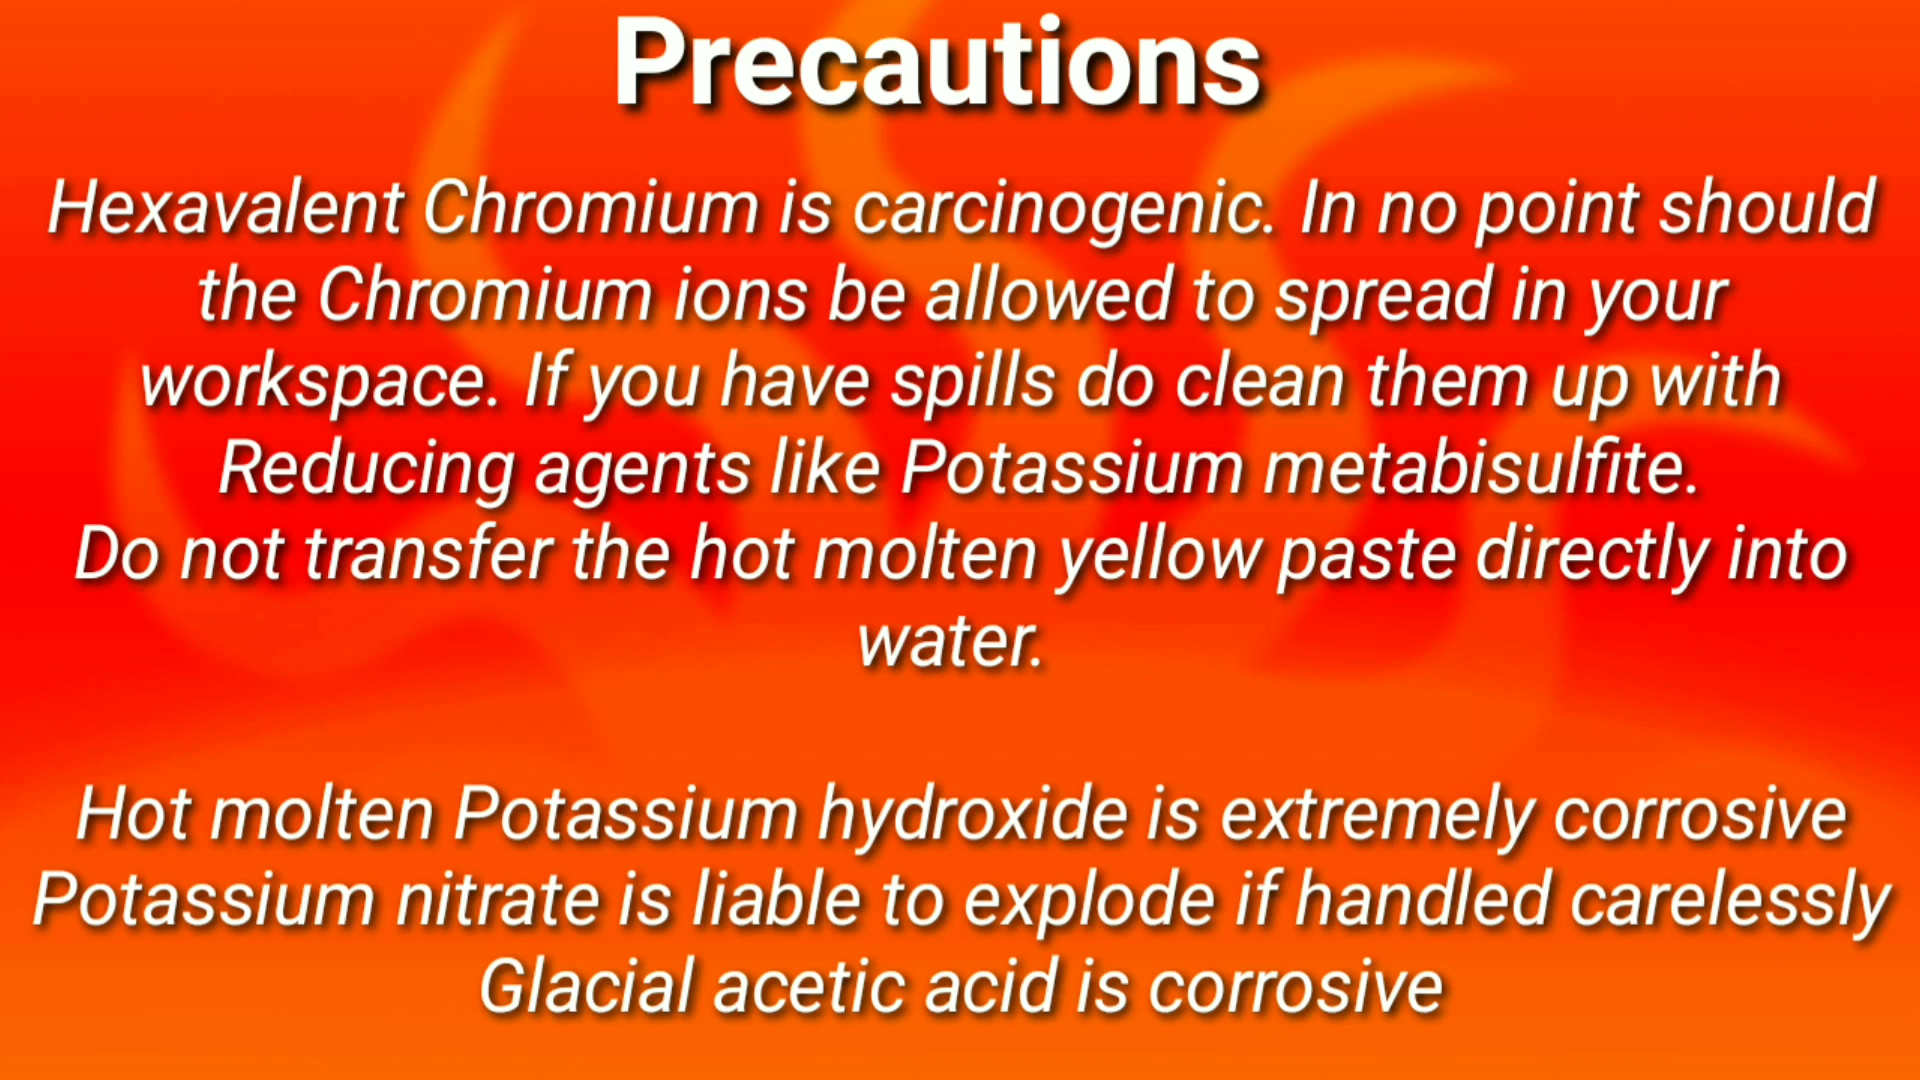 Precautions
Hexavalent Chromium is carcinogenic. In no point should
the Chromium ions be allowed to spread in your
workspace. If you have spills do clean them up with
Reducing agents like Potassium metabisulfite.
Do not transfer the hot molten yellow paste directly into
water.
Hot molten Potassium hydroxide is extremely corrosive
Potassium nitrate is liable to explode if handled carelessly
Glacial acetic acid is corrosive